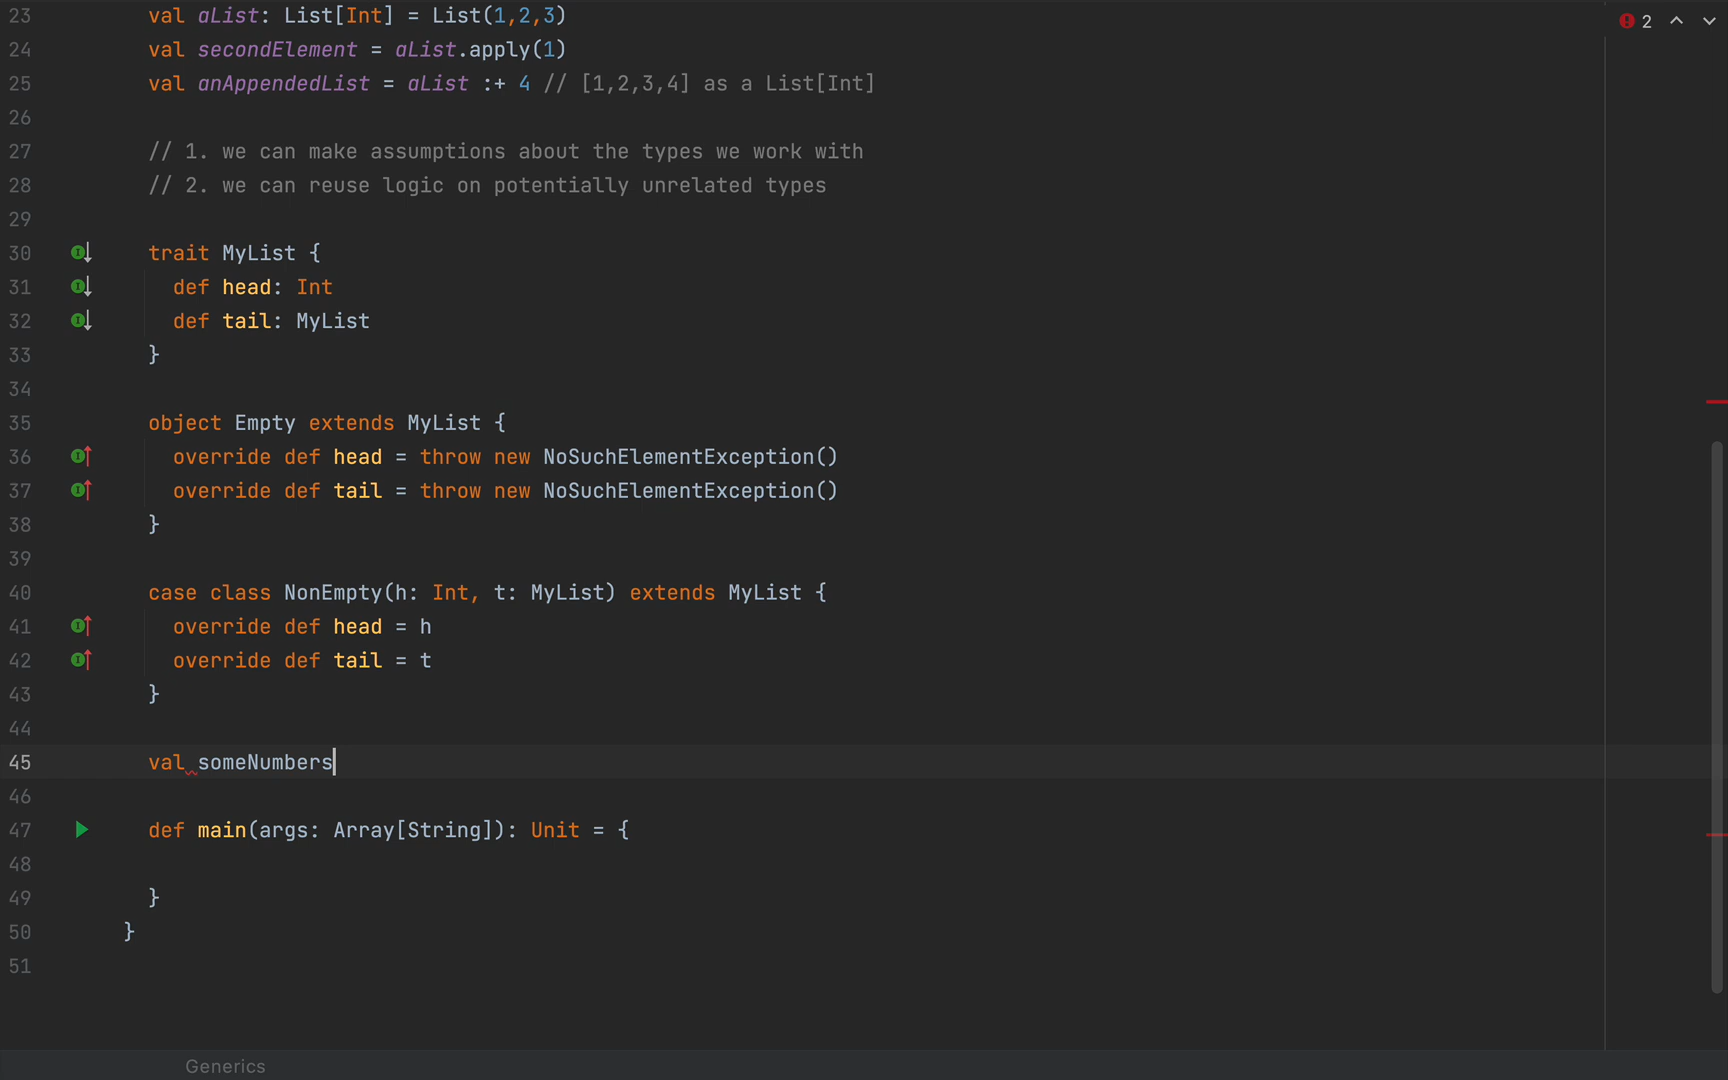 23 val aList: List[Int] = List(1,2,3)
2
24 val secondElement = aList.apply(1)
25 val anAppendedList = aList :+ 4 // [1,2,3,4] as a List[Int]
26
27 // 1. we can make assumptions about the types we work with
28 // 2. we can reuse logic on potentially unrelated types
29
30 trait MyList {
31 def head: Int
32 def tail: MyList
33 }
34
35 object Empty extends MyList {
36 override def head = throw new NoSuchElementException()
37 override def tail = throw new NoSuchElementException()
38 }
39
40 case class NonEmpty(h: Int, t: MyList) extends MyList {
41 override def head = h
42 override def tail = t
43 }
44
45 val someNumbers
46
47 def main(args: Array[String]): Unit = {
48
49 }
50 }
51
Generics